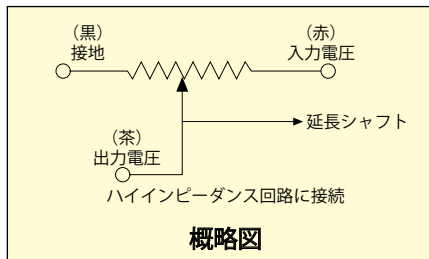 （黒）
接地
（赤）
入力電圧
延長シャフト
（茶）
出力電圧
ハイインピーダンス回路に接続
概略図